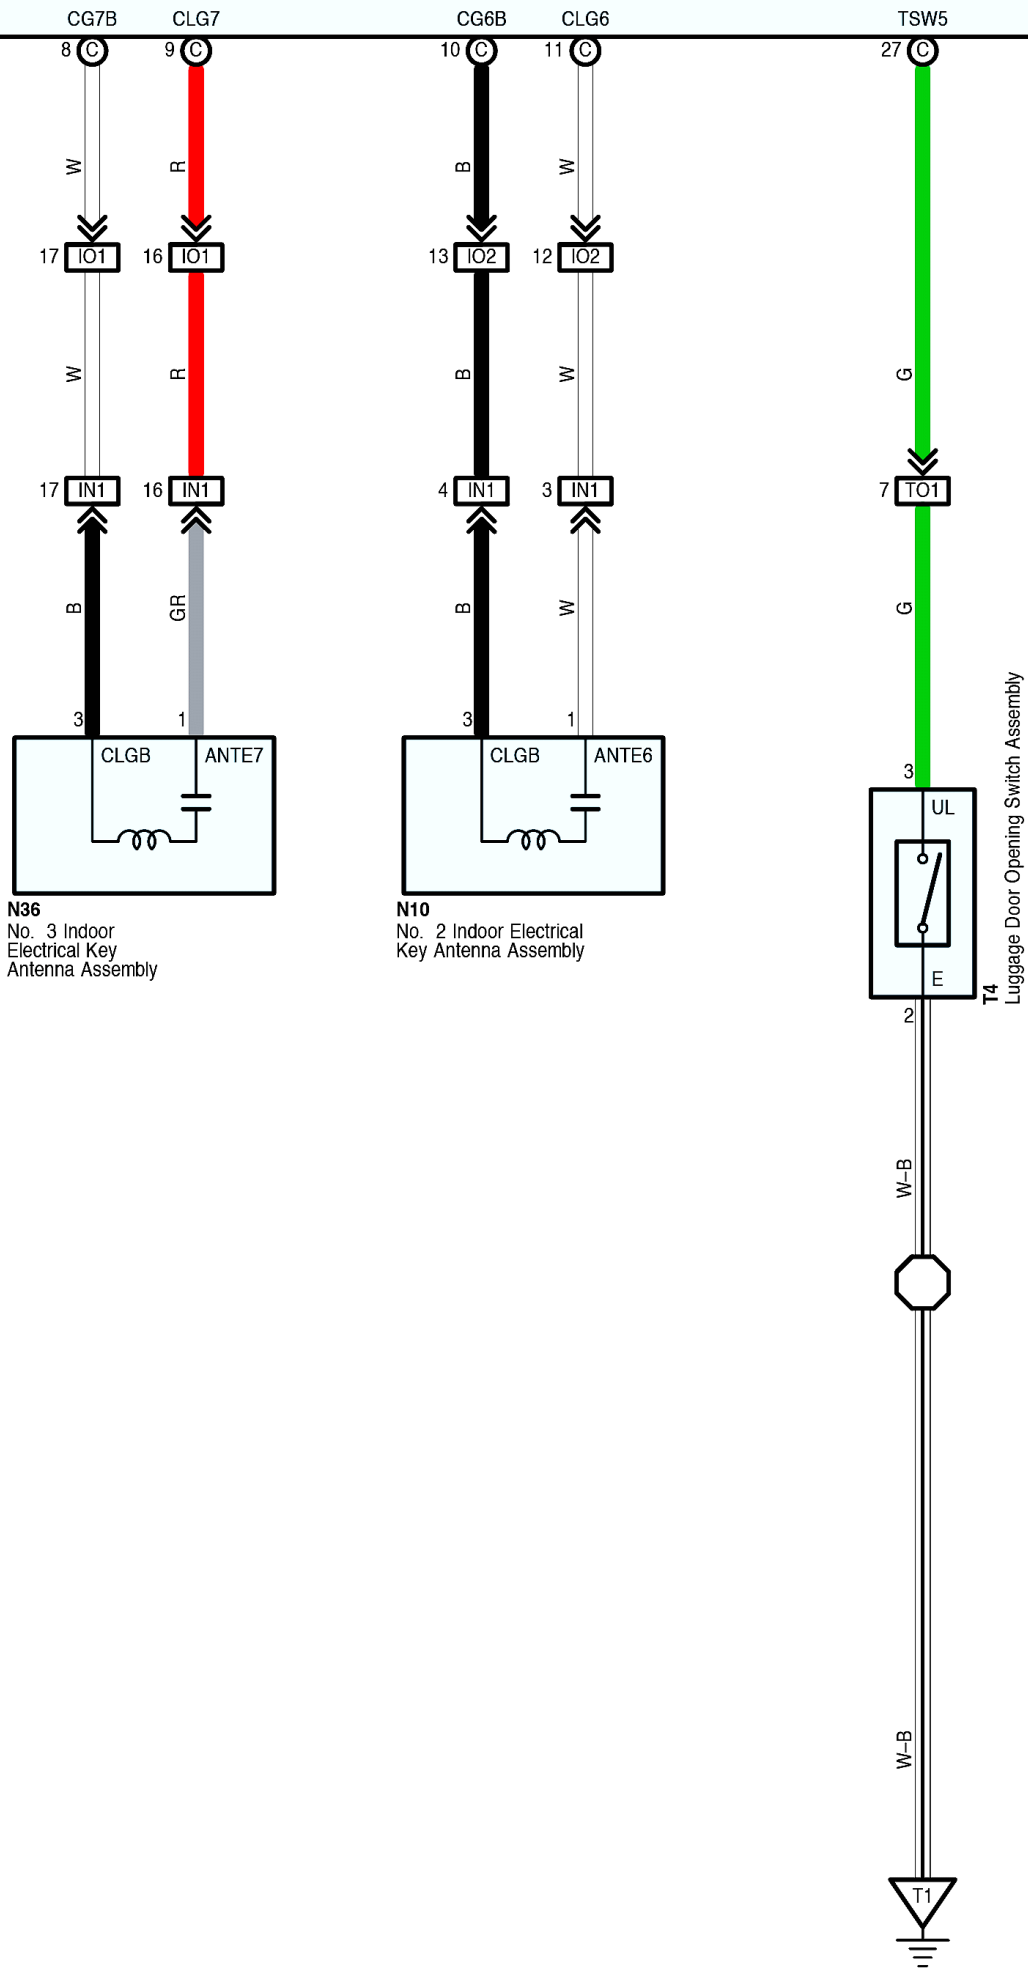 CG7B CLG7 CG6B CLG6 TSW5
8 C 9 C 10 C 11 C 27 C
W R B W
17 IO1 16 IO1 13 IO2 12 IO2
W R B W G
17 IN1 16 IN1 4 IN1 3 IN1 7 TO1
B GR B W G
3 1 3 1
CLGB ANTE7 CLGB ANTE6
3
UL
N36
No. 3 Indoor
Electrical Key
Antenna Assembly
N10
No. 2 Indoor Electrical
Key Antenna Assembly
E
2
T4
Luggage Door Opening Switch Assembly
W-B
W-B
T1